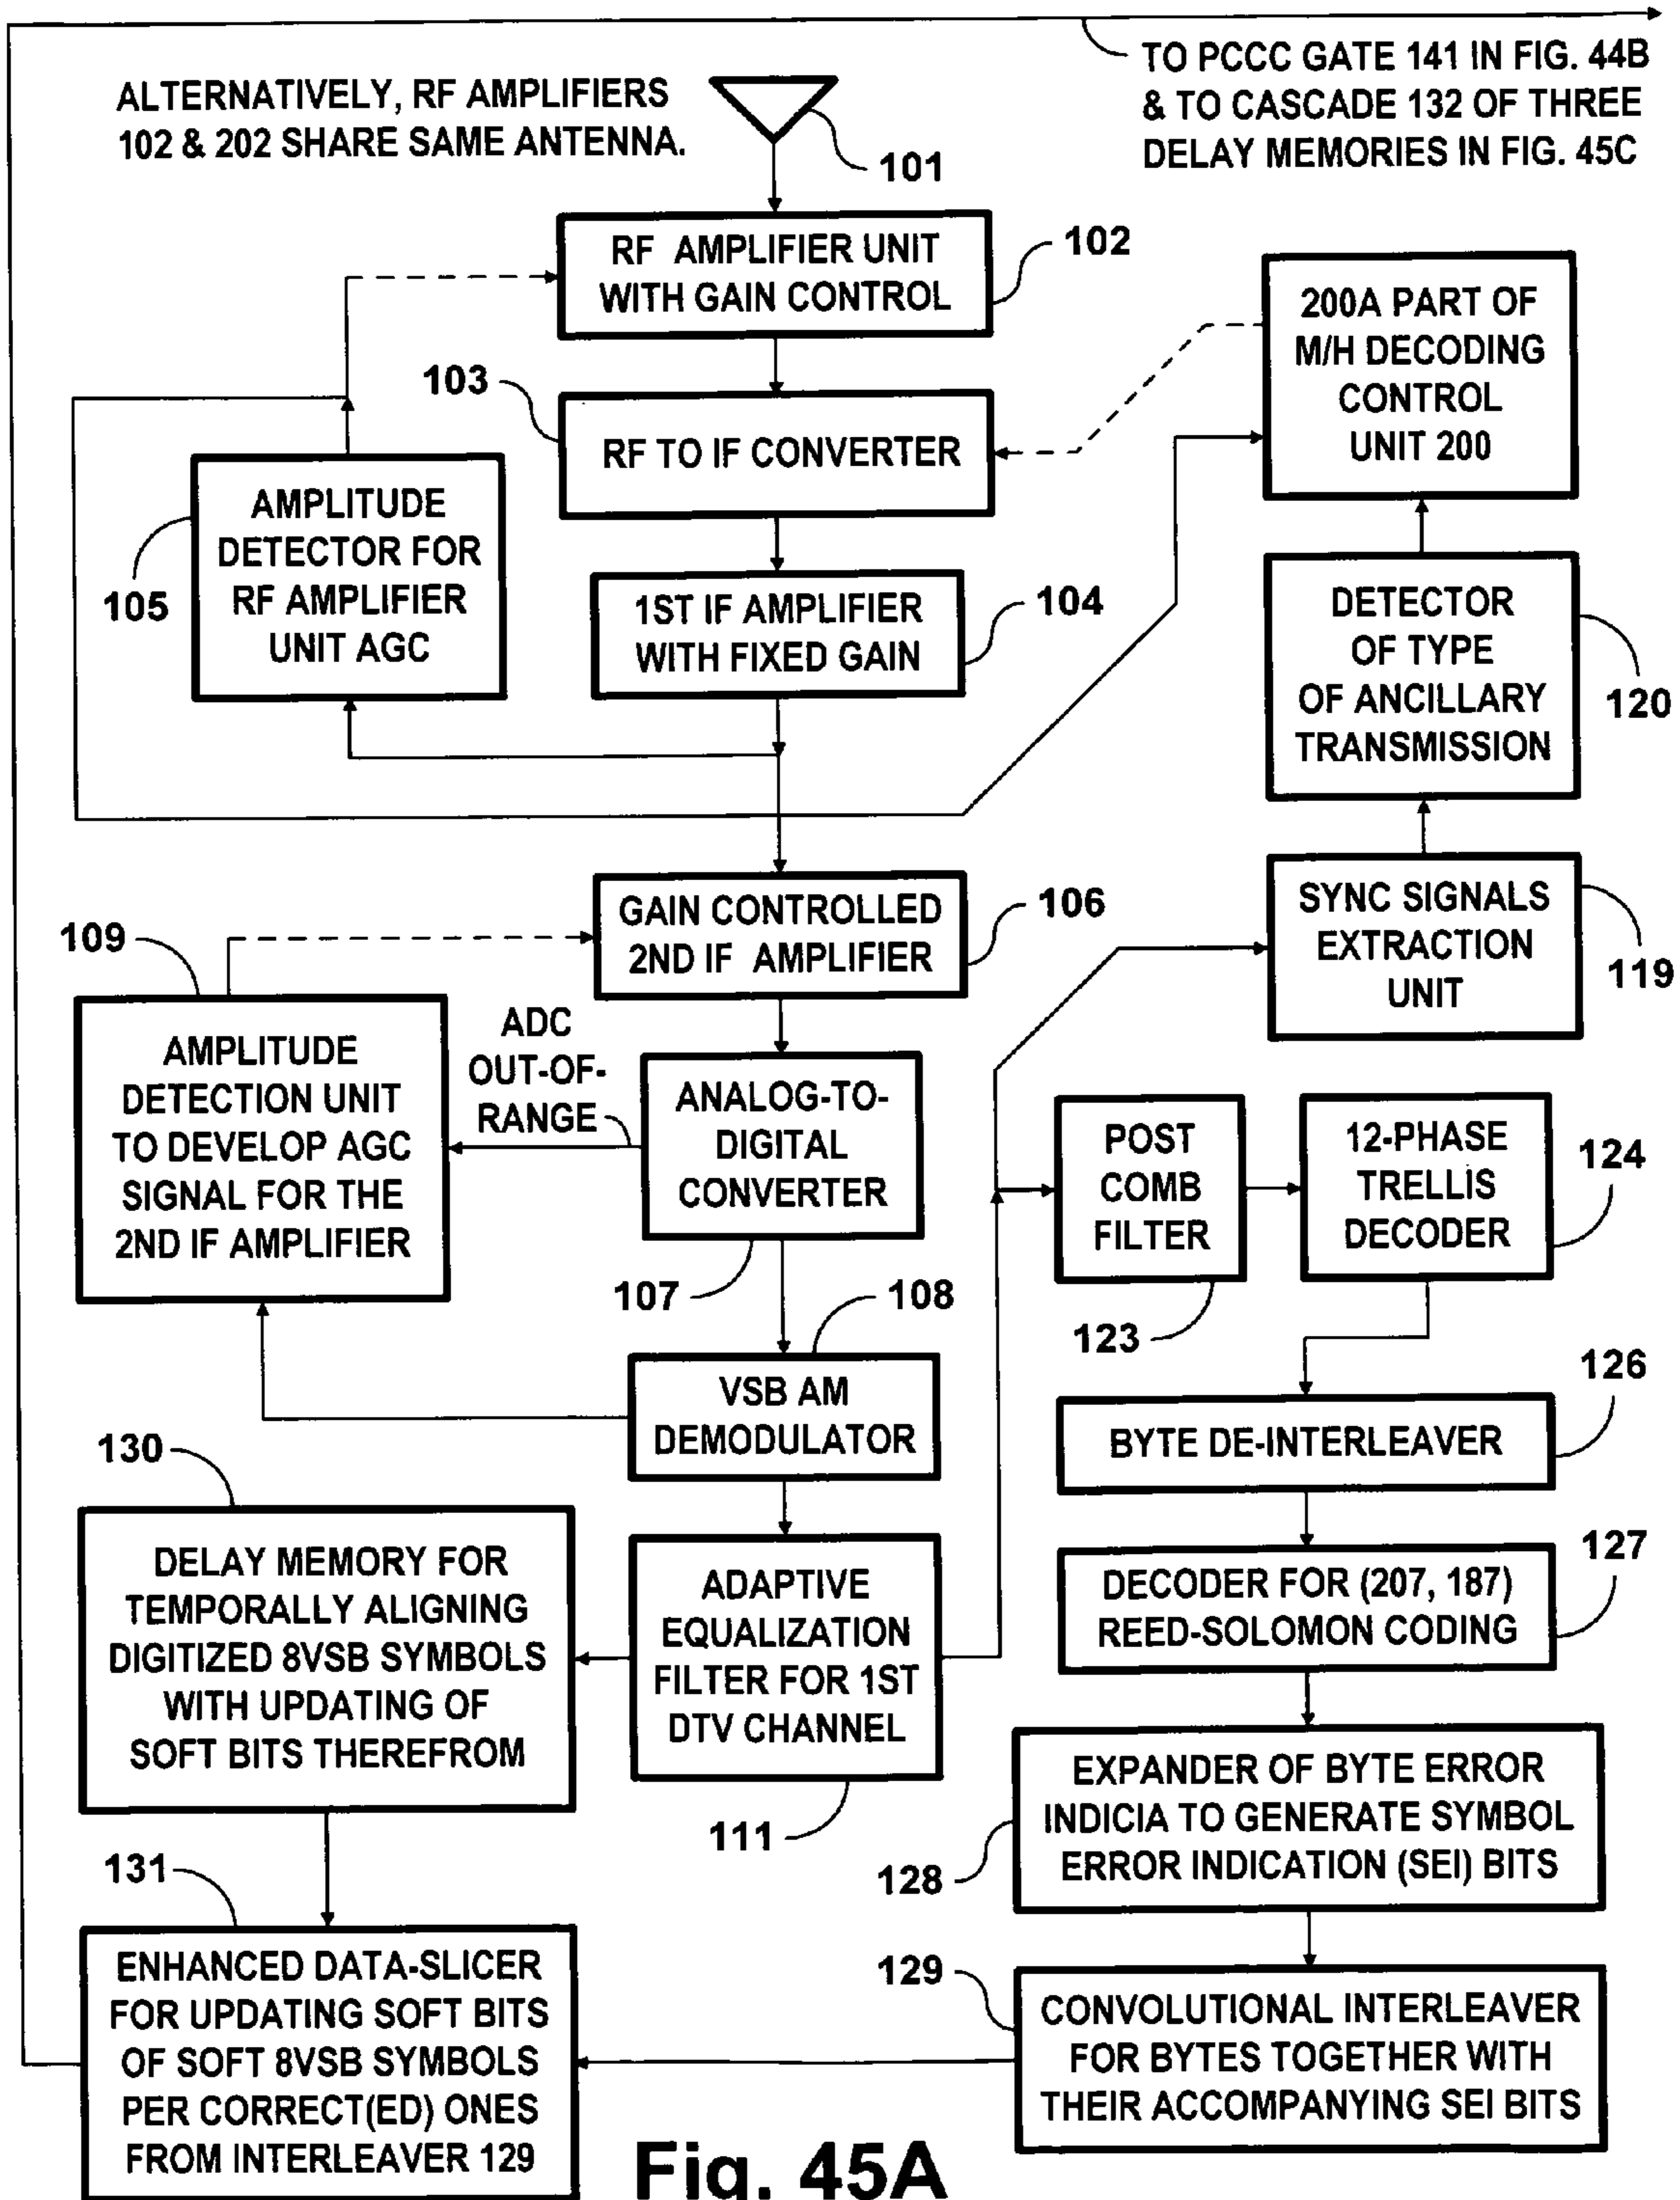 TO PCCC GATE 141 IN FIG. 44B
& TO CASCADE 132 OF THREE
DELAY MEMORIES IN FIG. 45C
ALTERNATIVELY, RF AMPLIFIERS
102 & 202 SHARE SAME ANTENNA.
101
RF AMPLIFIER UNIT
WITH GAIN CONTROL
102
200A PART OF
M/H DECODING
CONTROL
UNIT 200
103
RF TO IF CONVERTER
AMPLITUDE
DETECTOR FOR
RF AMPLIFIER
UNIT AGC
105
1ST IF AMPLIFIER
WITH FIXED GAIN
104
DETECTOR
OF TYPE
OF ANCILLARY
TRANSMISSION
120
GAIN CONTROLLED
2ND IF AMPLIFIER
106
SYNC SIGNALS
EXTRACTION
UNIT
119
109
AMPLITUDE
DETECTION UNIT
TO DEVELOP AGC
SIGNAL FOR THE
2ND IF AMPLIFIER
ADC
OUT-OF-
RANGE
ANALOG-TO-
DIGITAL
CONVERTER
107
POST
COMB
FILTER
123
12-PHASE
TRELLIS
DECODER
124
108
VSB AM
DEMODULATOR
126
BYTE DE-INTERLEAVER
130
DELAY MEMORY FOR
TEMPORALLY ALIGNING
DIGITIZED 8VSB SYMBOLS
WITH UPDATING OF
SOFT BITS THEREFROM
ADAPTIVE
EQUALIZATION
FILTER FOR 1ST
DTV CHANNEL
111
127
DECODER FOR (207, 187)
REED-SOLOMON CODING
EXPANDER OF BYTE ERROR
INDICIA TO GENERATE SYMBOL
ERROR INDICATION (SEI) BITS
128
131
ENHANCED DATA-SLICER
FOR UPDATING SOFT BITS
OF SOFT 8VSB SYMBOLS
PER CORRECT(ED) ONES
FROM INTERLEAVER 129
129
CONVOLUTIONAL INTERLEAVER
FOR BYTES TOGETHER WITH
THEIR ACCOMPANYING SEI BITS
Fig. 45A